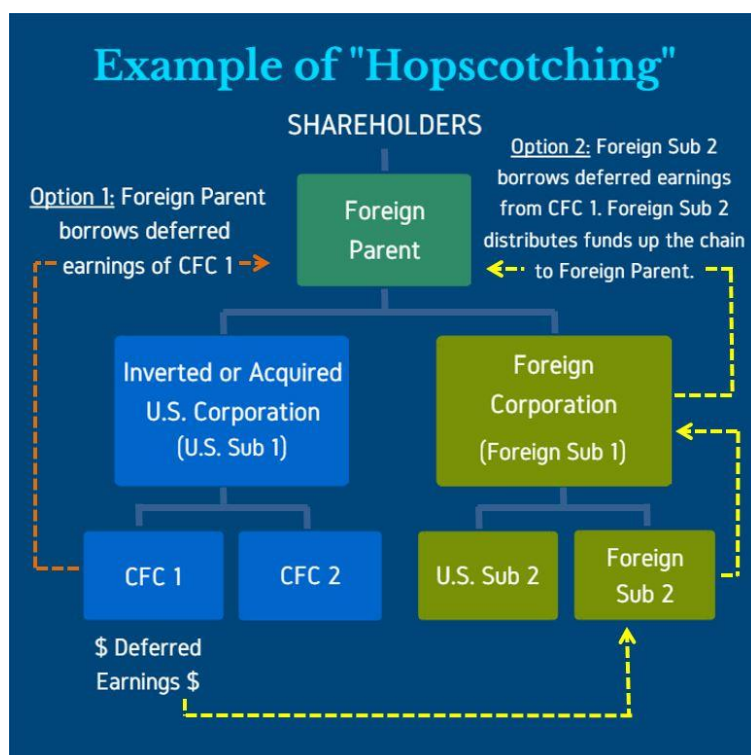 Example of "Hopscotching"
SHAREHOLDERS
Option 1: Foreign Parent
borrows deferred
earnings of CFC 1
Foreign
Parent
Option 2: Foreign Sub 2
borrows deferred earnings
from CFC 1. Foreign Sub 2
distributes funds up the chain
to Foreign Parent.
Inverted or Acquired
U.S. Corporation
(U.S. Sub 1)
Foreign
Corporation
(Foreign Sub 1)
CFC 1
CFC 2
U.S. Sub 2
Foreign
Sub 2
$ Deferred
Earnings $